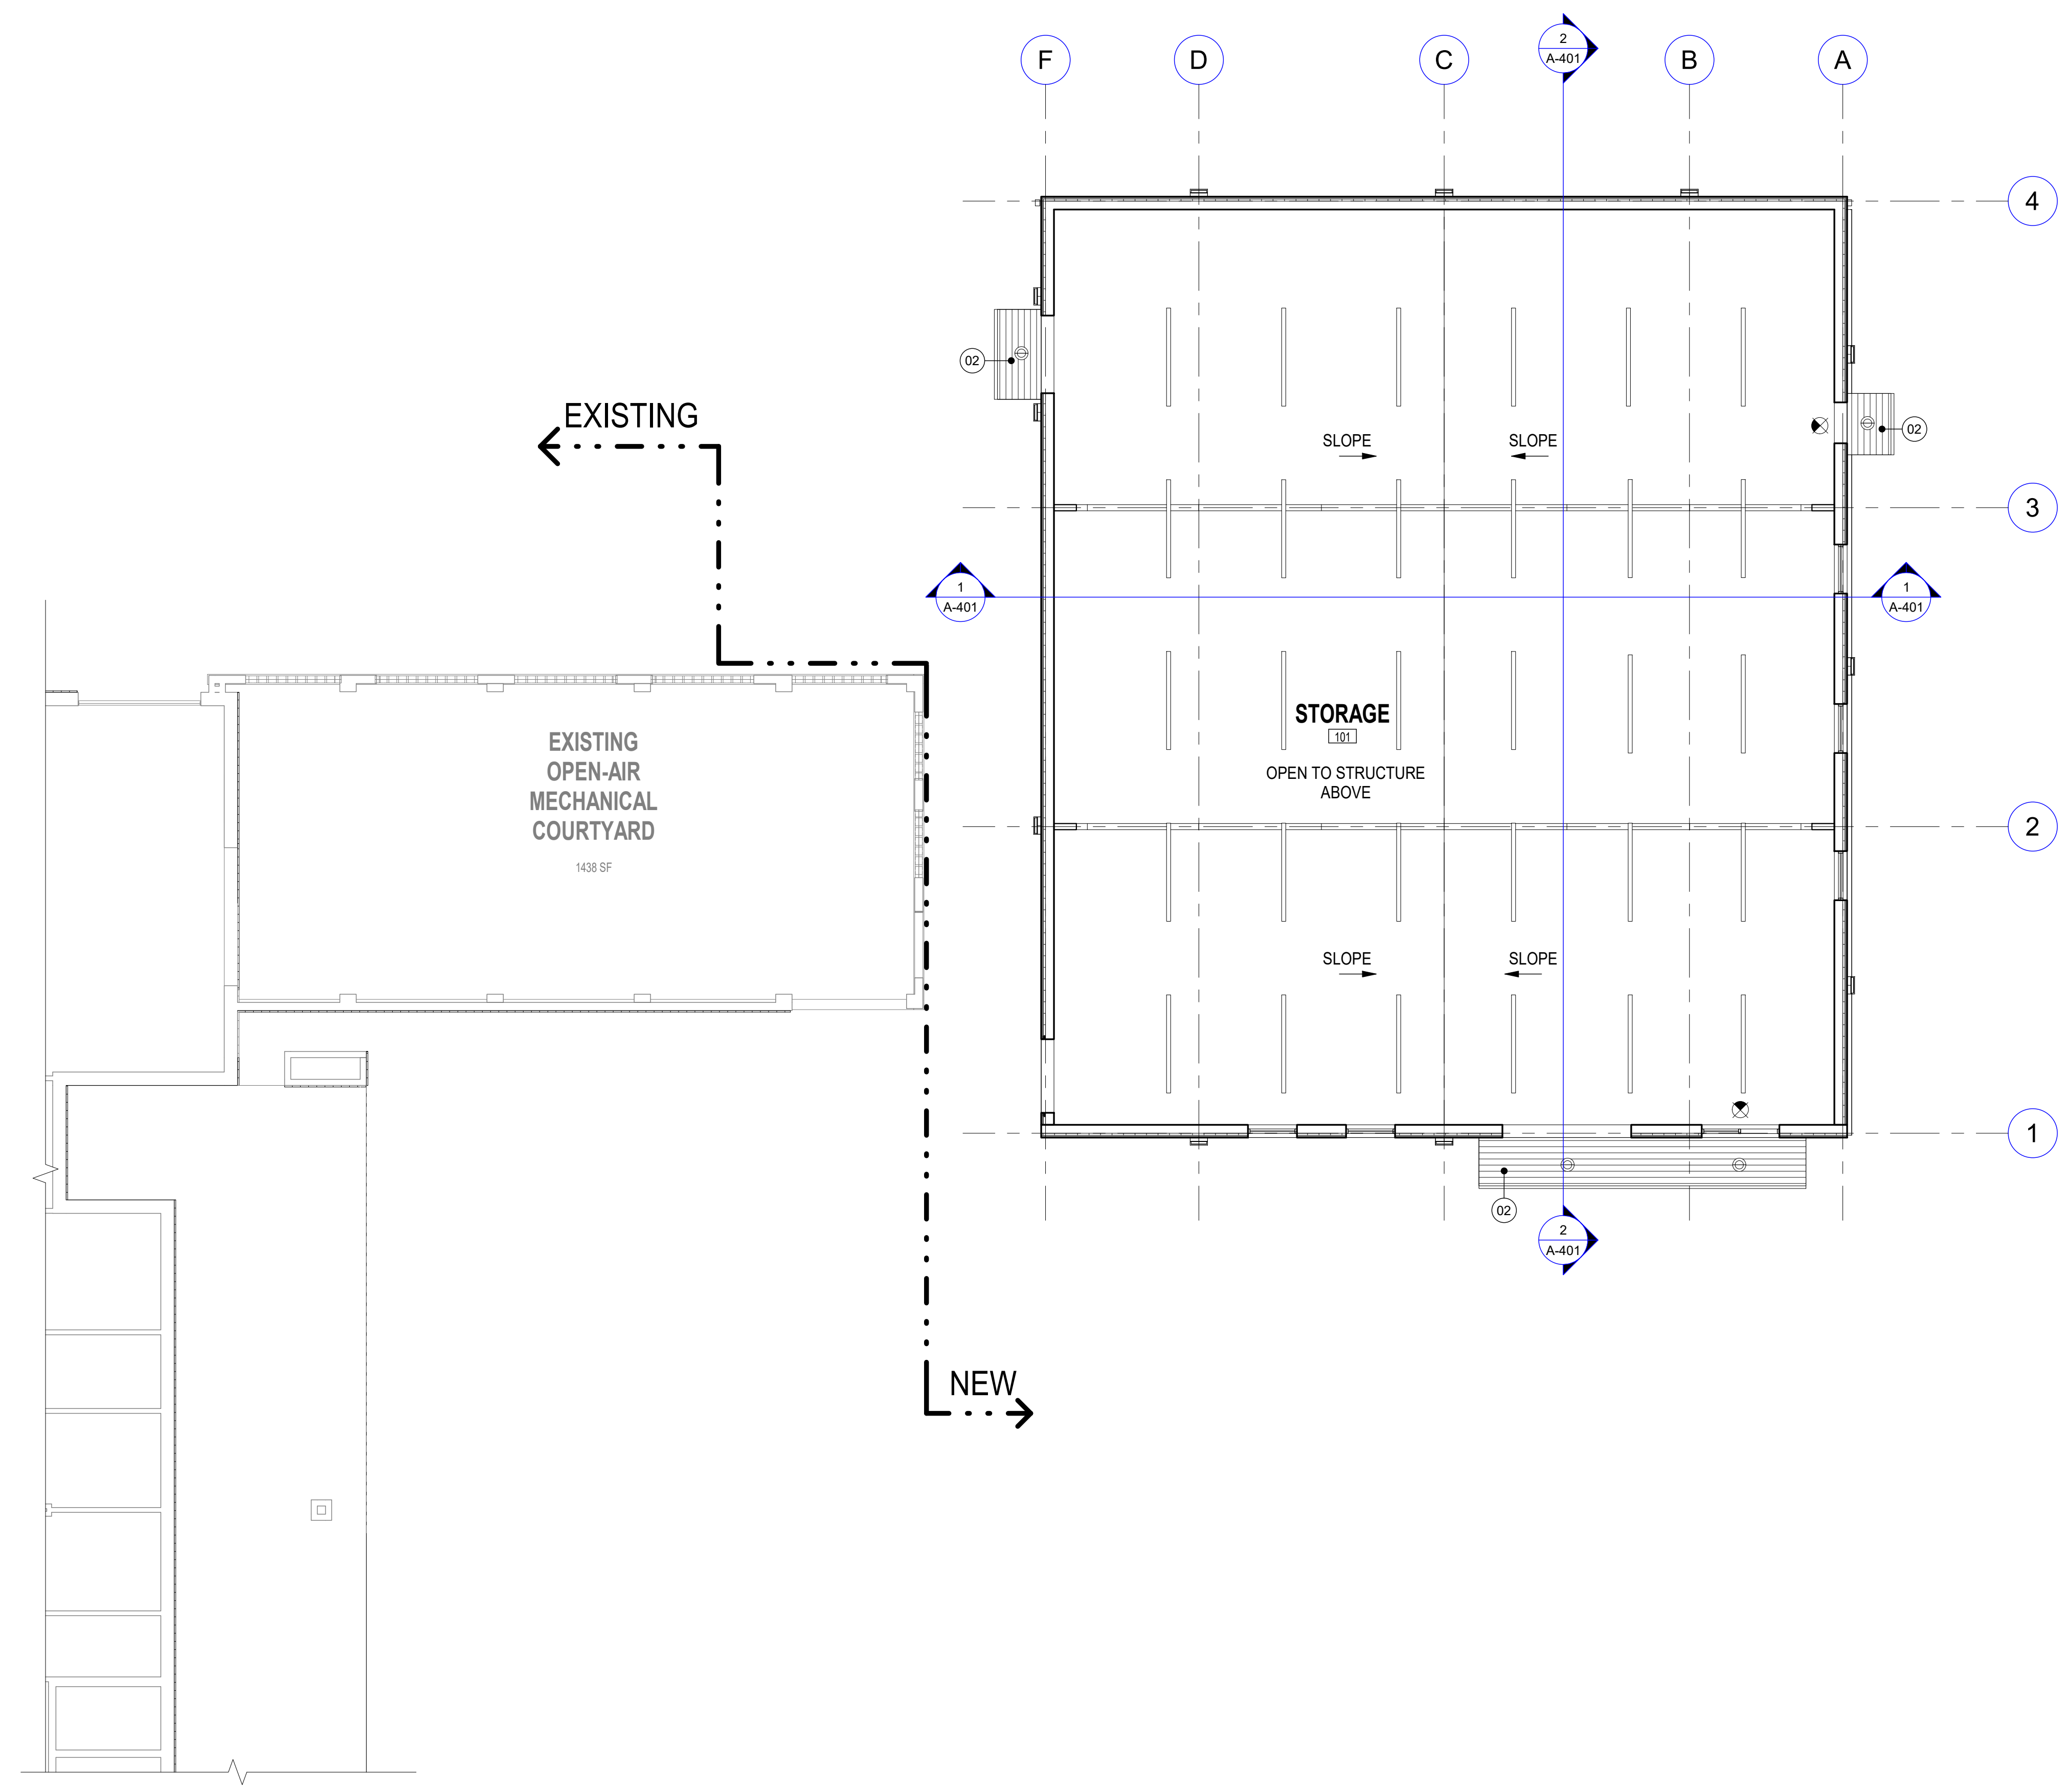 2
A-401
F
D
C
B
A
4
02
EXISTING
02
SLOPE
SLOPE
3
1
A-401
1
A-401
STORAGE
101
OPEN TO STRUCTURE
ABOVE
EXISTING
OPEN-AIR
MECHANICAL
COURTYARD
1438 SF
2
SLOPE
SLOPE
1
02
2
A-401
NEW